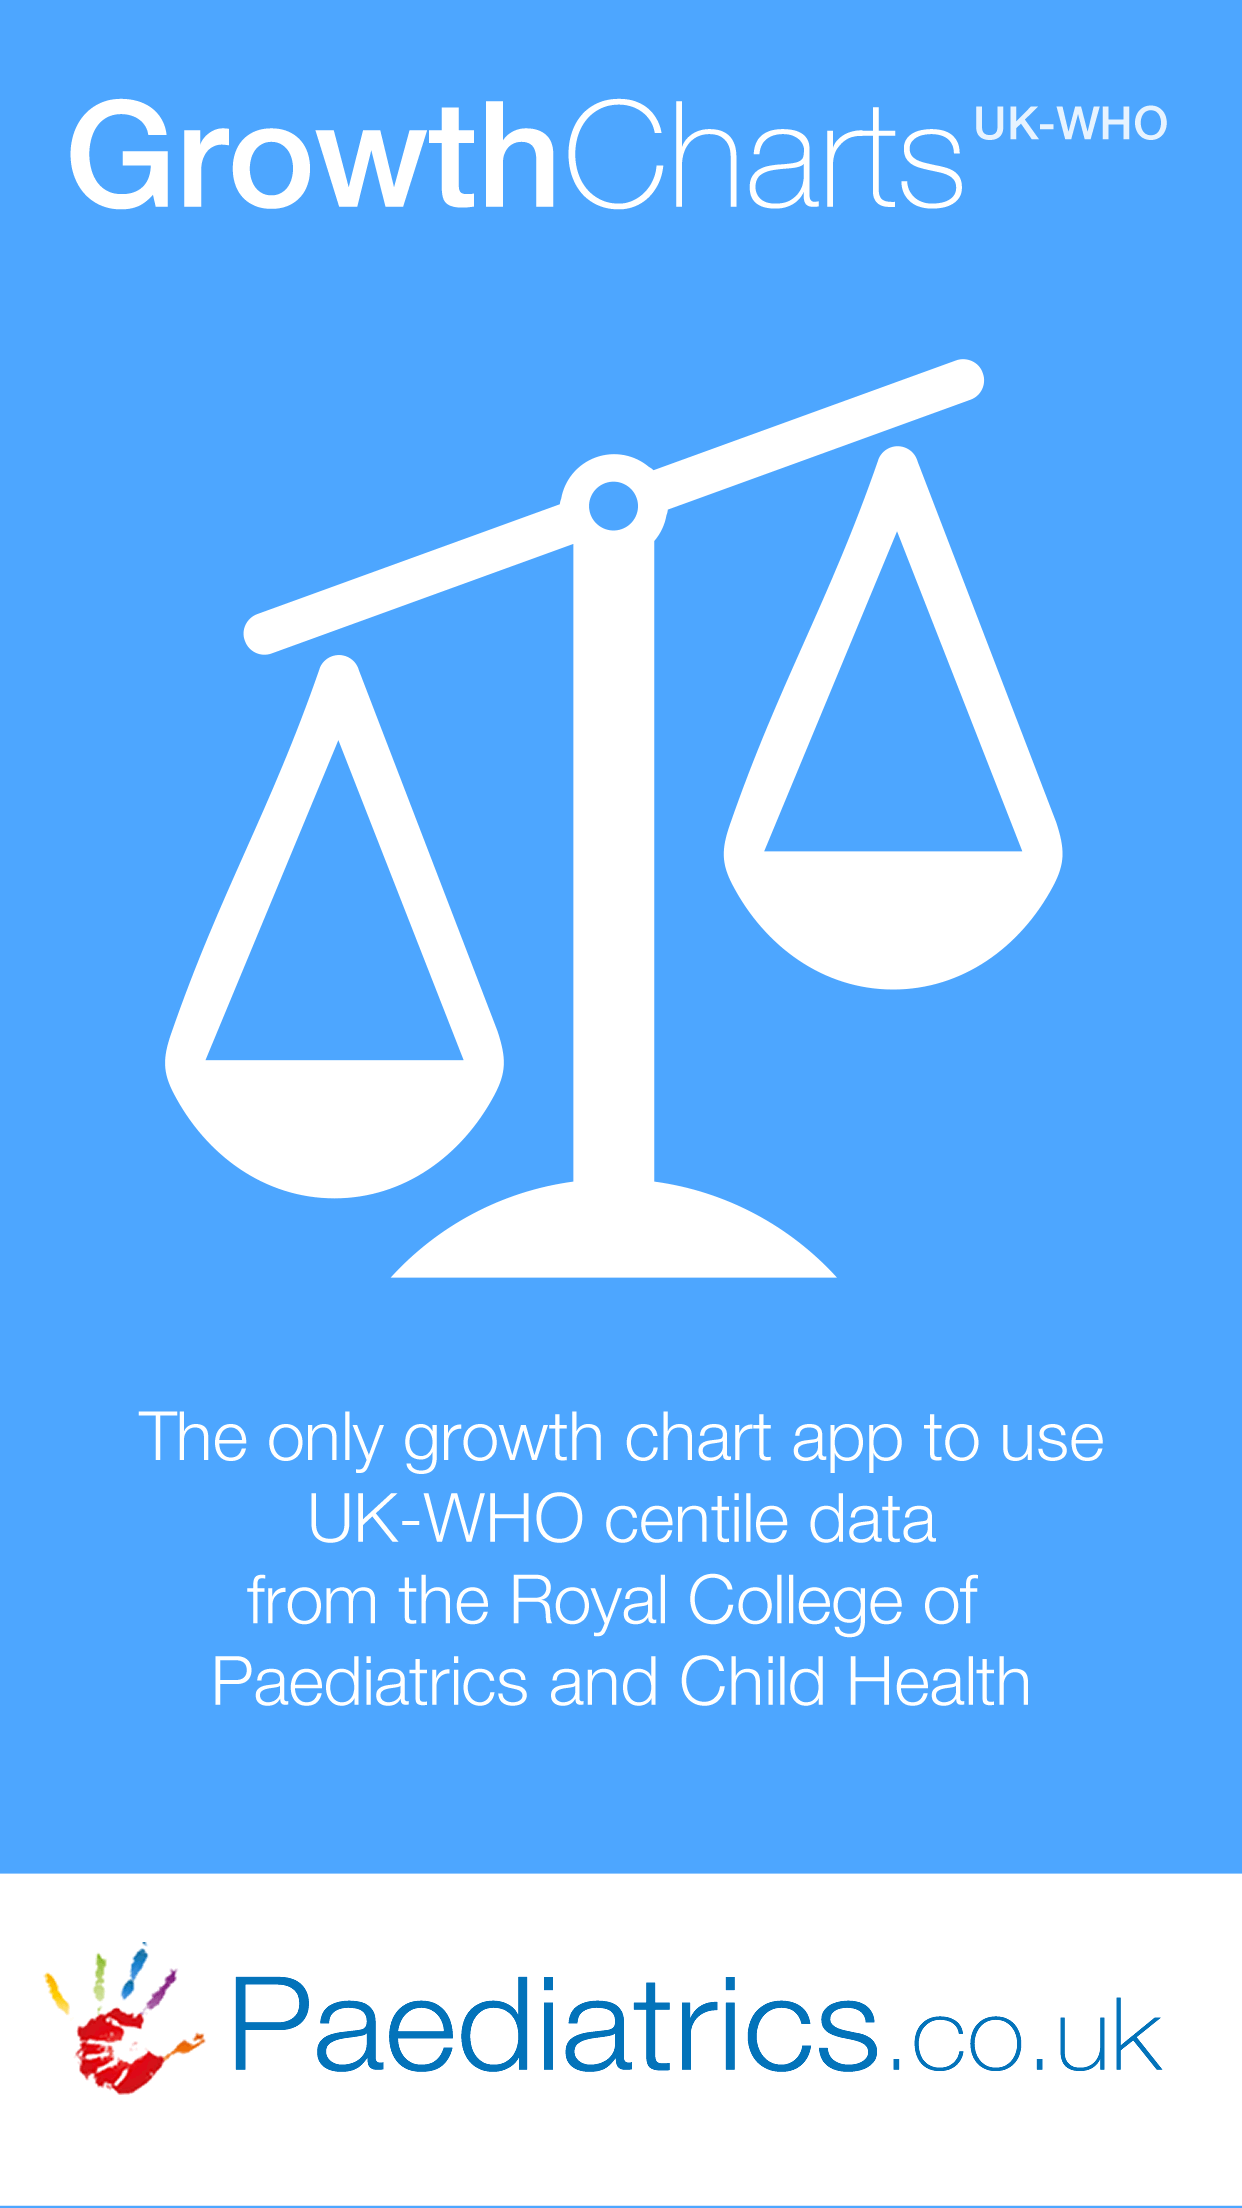 GrowthCharts UK-WHO
The only growth chart app to use
UK-WHO centile data
from the Royal College of
Paediatrics and Child Health
Paediatrics.co.uk